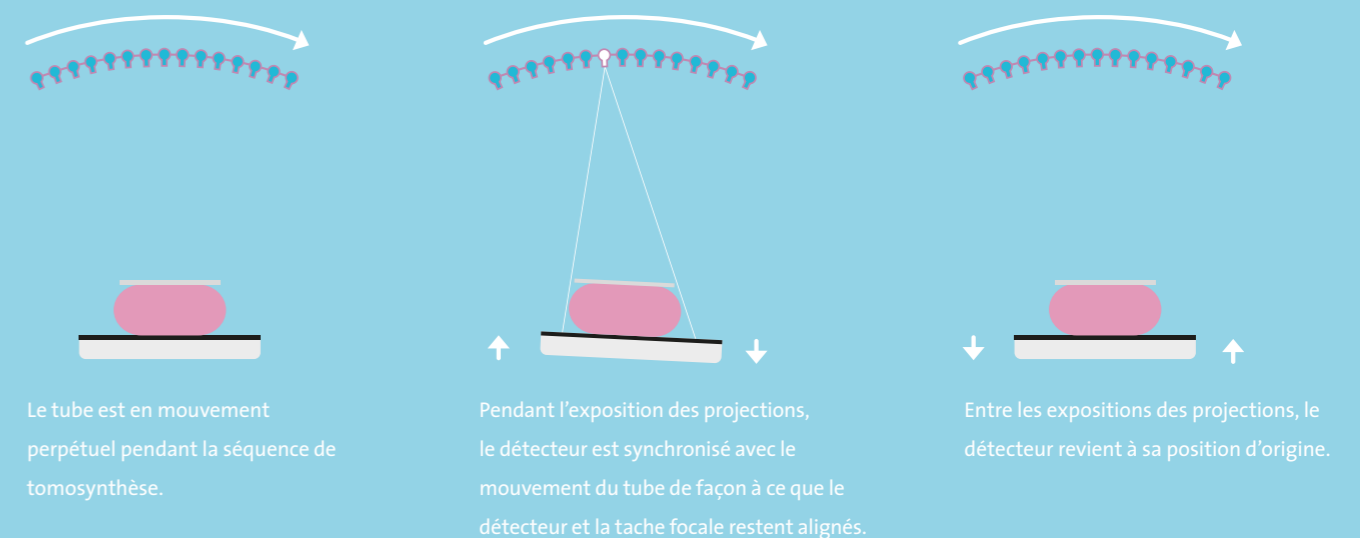 Le tube est en mouvement
perpétuel pendant la séquence de
tomosynthèse.
Pendant l'exposition des projections,
le détecteur est synchronisé avec le
mouvement du tube de façon à ce que le
détecteur et la tache focale restent alignés.
Entre les expositions des projections, le
détecteur revient à sa position d'origine.